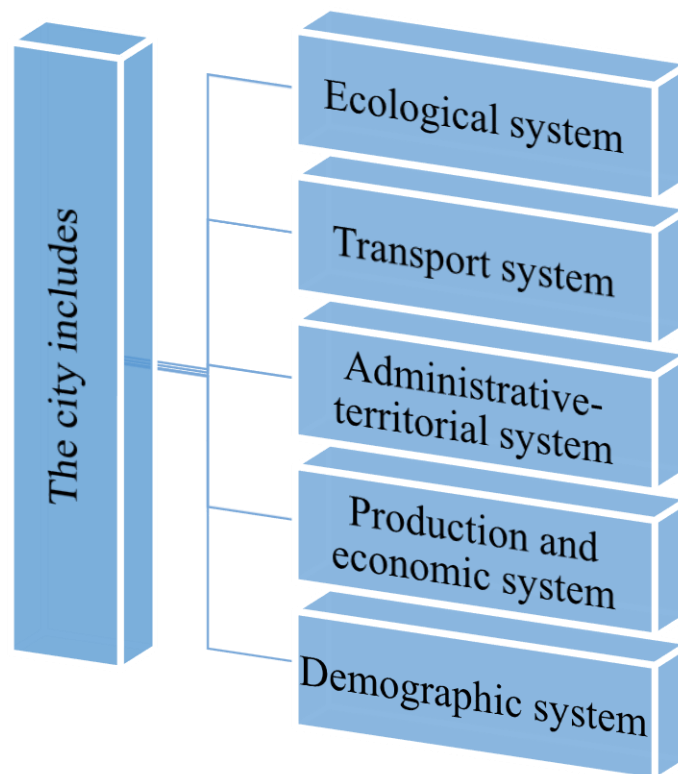 The city includes
Ecological system
Transport system
Administrative-
territorial system
Production and
economic system
Demographic system